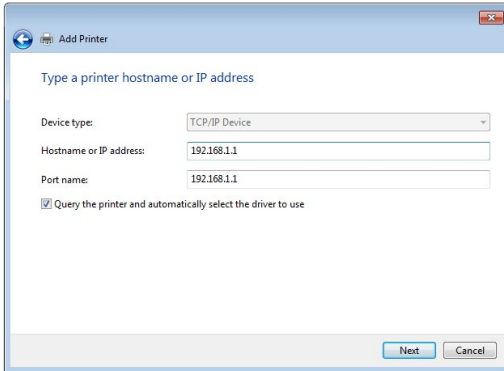 Add Printer
Type a printer hostname or IP address
Device type: TCP/IP Device
Hostname or IP address: 192.168.1.1
Port name: 192.168.1.1
Query the printer and automatically select the driver to use
Next Cancel